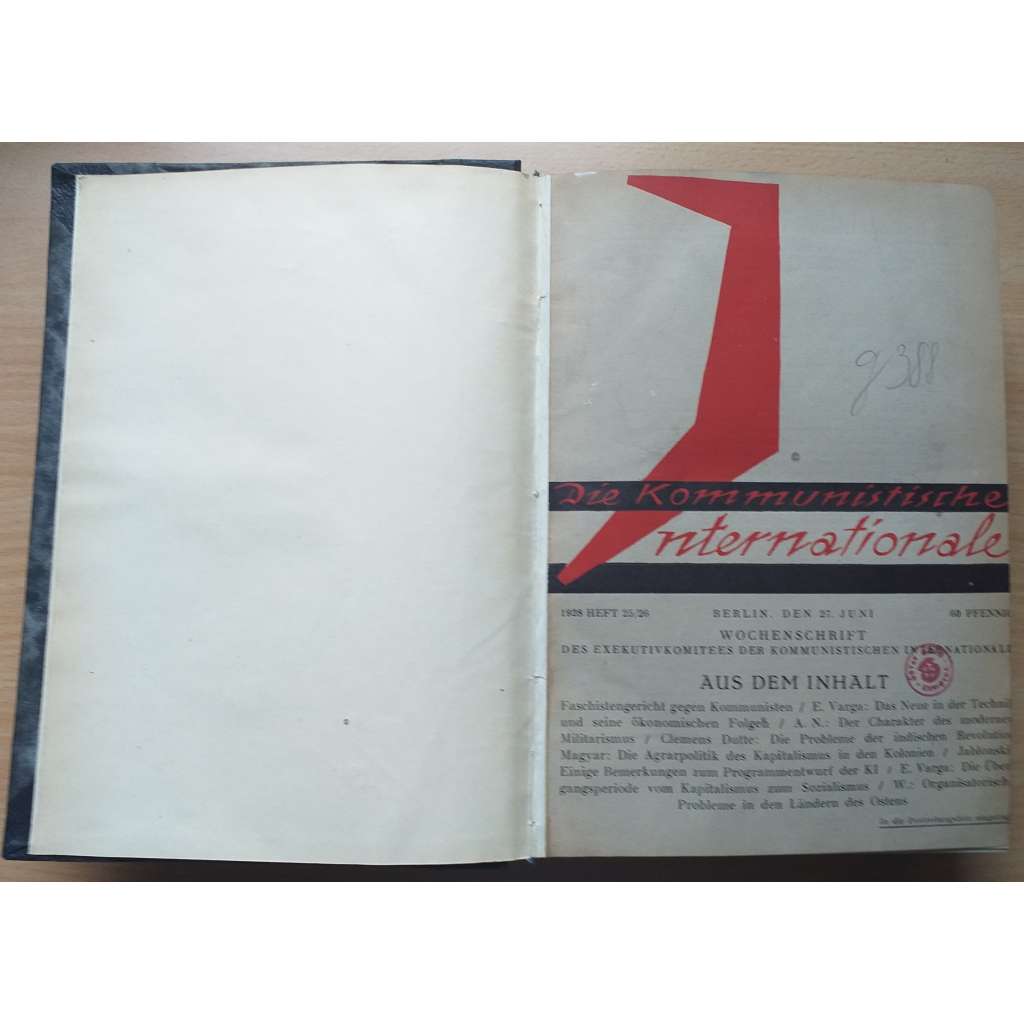 g 388
Die Kommunistische
Internationale
1928 HEFT 25/26 BERLIN, DEN 27. JUNI 60 PFENNIG
WOCHENSCHRIFT
DES EXEKUTIVKOMITEES DER KOMMUNISTISCHEN INTERNATIONALE
AUS DEM INHALT
Faschistengericht gegen Kommunisten / E. Varga: Das Neue in der Technik
und seine ökonomischen Folgen / A. N.: Der Charakter des modernen
Militarismus / Clemens Dutte: Die Probleme der indischen Revolution
Magyar: Die Agrarpolitik des Kapitalismus in den Kolonien / Jablonski:
Einige Bemerkungen zum Programmentwurf der KI / E. Varga: Die Über-
gangsperiode vom Kapitalismus zum Sozialismus / W.: Organisatorische
Probleme in den Ländern des Ostens
In die